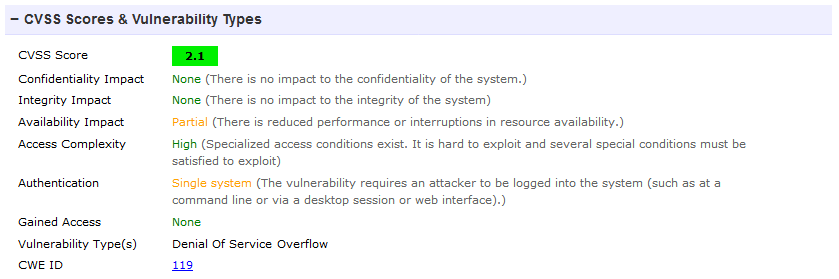 − CVSS Scores & Vulnerability Types
CVSS Score 2.1
Confidentiality Impact None (There is no impact to the confidentiality of the system.)
Integrity Impact None (There is no impact to the integrity of the system)
Availability Impact Partial (There is reduced performance or interruptions in resource availability.)
Access Complexity High (Specialized access conditions exist. It is hard to exploit and several special conditions must be
satisfied to exploit)
Authentication Single system (The vulnerability requires an attacker to be logged into the system (such as at a
command line or via a desktop session or web interface).)
Gained Access None
Vulnerability Type(s) Denial Of Service Overflow
CWE ID 119